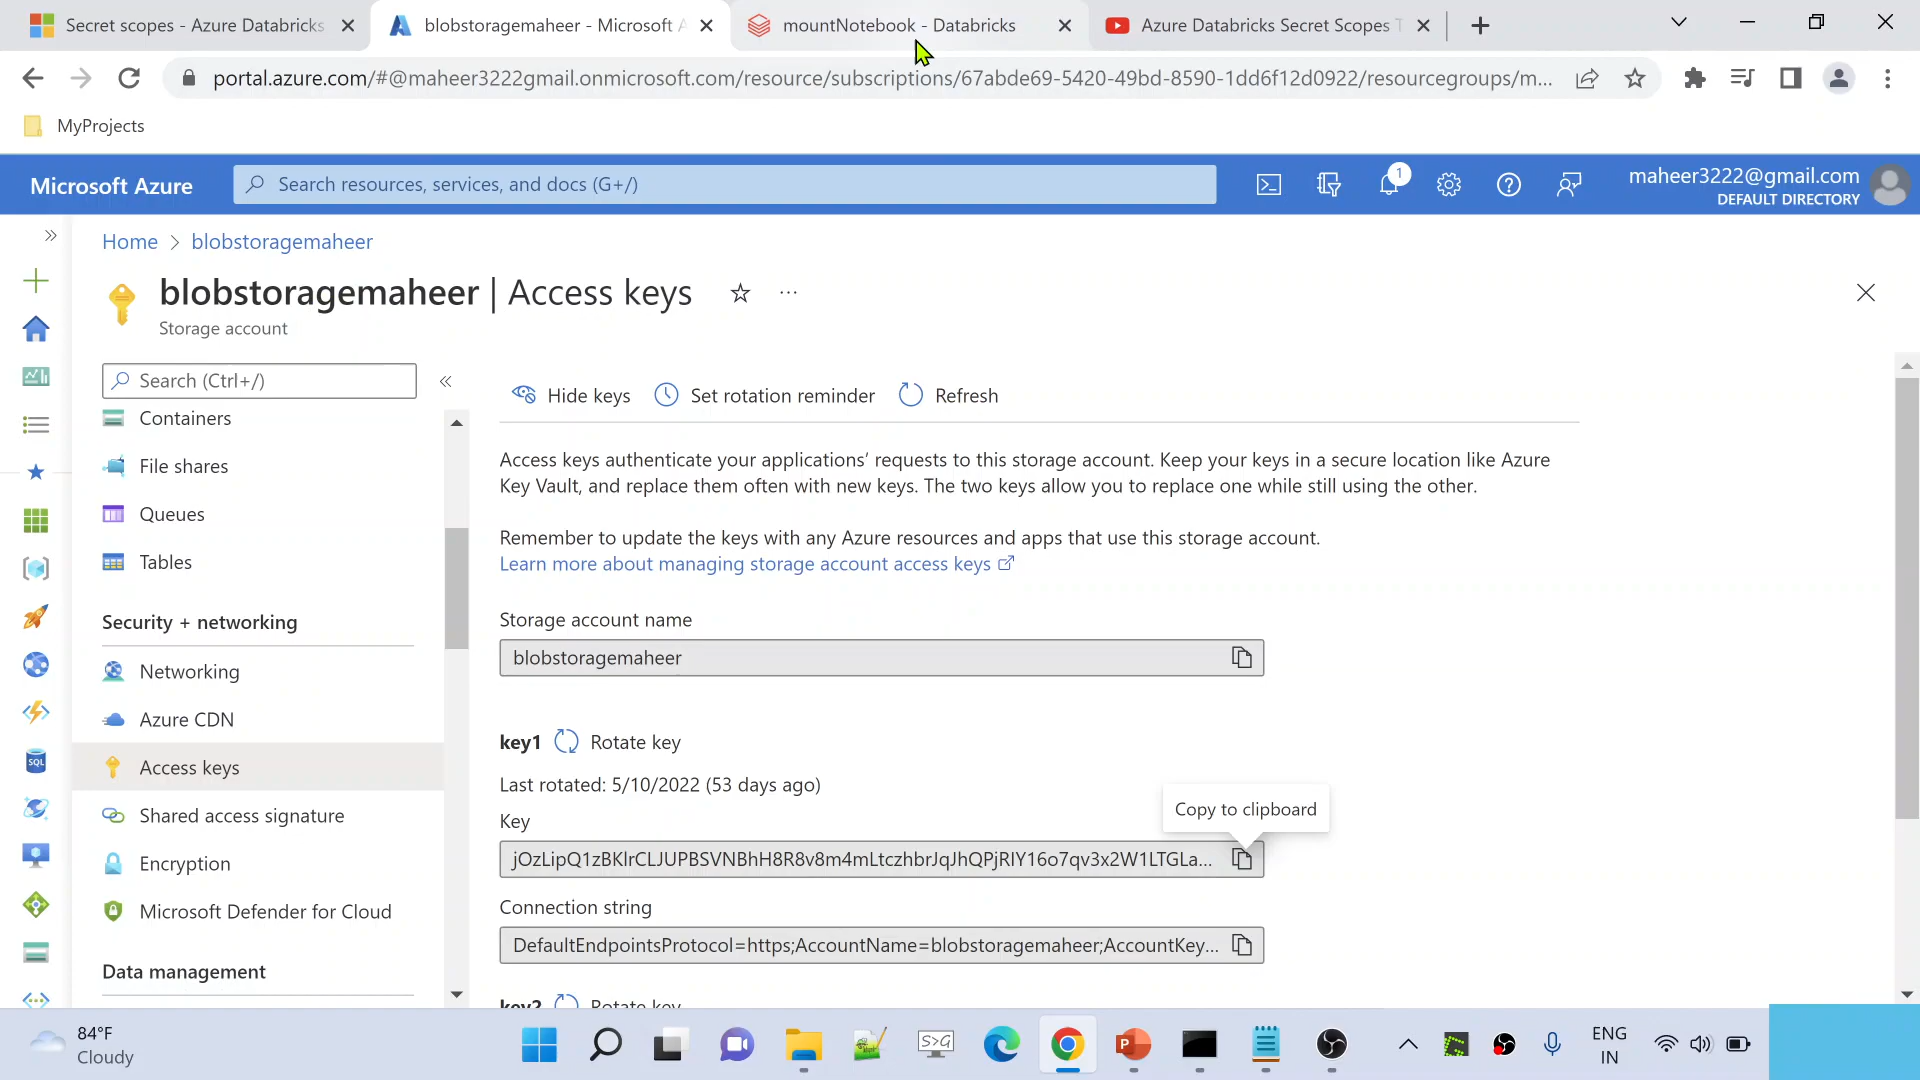 Secret scopes - Azure Databricks
blobstoragemaheer - Microsoft A
mountNotebook - Databricks
Azure Databricks Secret Scopes T
portal.azure.com/#@maheer3222gmail.onmicrosoft.com/resource/subscriptions/67abde69-5420-49bd-8590-1dd6f12d0922/resourcegroups/m...
MyProjects
Microsoft Azure
Search resources, services, and docs (G+/)
1
maheer3222@gmail.com
DEFAULT DIRECTORY
Home > blobstoragemaheer
blobstoragemaheer | Access keys
Storage account
Search (Ctrl+/)
Containers
File shares
Queues
Tables
Security + networking
Networking
Azure CDN
Access keys
Shared access signature
Encryption
Microsoft Defender for Cloud
Data management
Hide keys
Set rotation reminder
Refresh
Access keys authenticate your applications' requests to this storage account. Keep your keys in a secure location like Azure
Key Vault, and replace them often with new keys. The two keys allow you to replace one while still using the other.
Remember to update the keys with any Azure resources and apps that use this storage account.
Learn more about managing storage account access keys
Storage account name
blobstoragemaheer
key1 Rotate key
Last rotated: 5/10/2022 (53 days ago)
Copy to clipboard
Key
jOzLipQ1zBKlrCLJUPBSVNBhH8R8v8m4mLtczhbrJqJhQPjRIY16o7qv3x2W1LTGLa...
Connection string
DefaultEndpointsProtocol=https;AccountName=blobstoragemaheer;AccountKey...
key2 Rotate key
84°F
Cloudy
S>G
ENG
IN